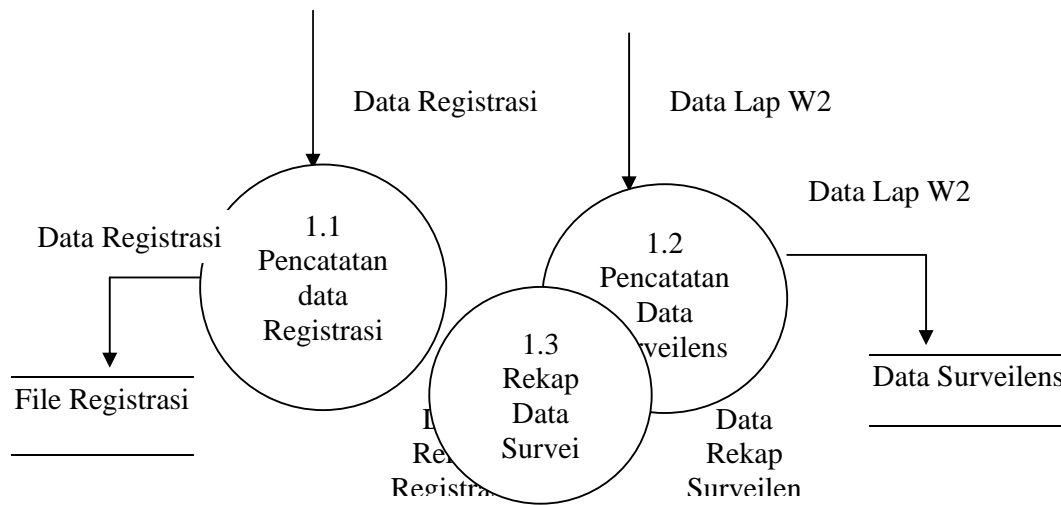 Data Registrasi
Data Lap W2
Data Lap W2
Data Registrasi
1.1
Pencatatan
data
Registrasi
1.2
Pencatatan
Data
1.3
Rekap
Data
Survei
File Registrasi
Data Surveilens
Data
Rekap
Surveilen